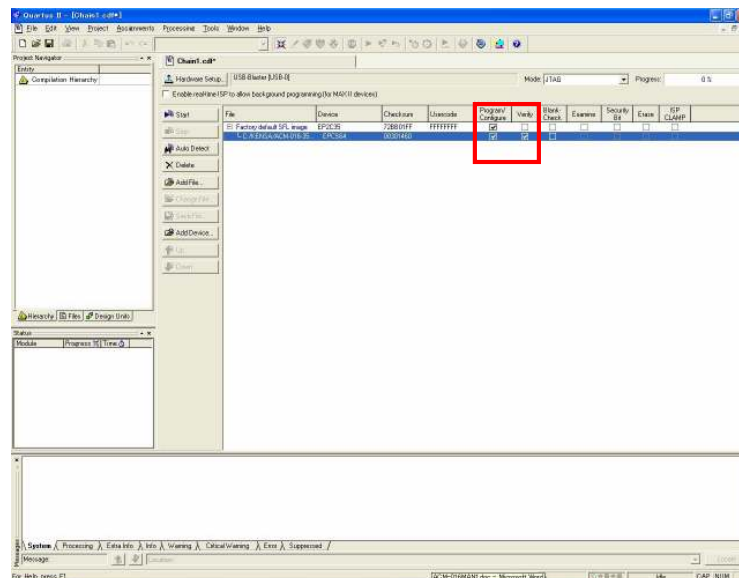 Quartus II - [Chain1.cdf*]
File Edit View Project Assignments Processing Tools Window Help
Project Navigator
Entity
Compilation Hierarchy
Hierarchy Files Design Units
Status
Module Progress % Time
Chain1.cdf*
Hardware Setup... USB-Blaster [USB-0] Mode: JTAG Progress: 0 %
Enable real-time ISP to allow background programming (for MAX II devices)
Start
Stop
Auto Detect
Delete
Add File...
Change File...
Save File
Add Device...
Up
Down
File Device Checksum Usercode Program/ Configure Verify Blank- Check Examine Security Bit Erase ISP CLAMP
Factory default SFL image EP2C35 FFFFFFFF
EPCS64
System Processing Extra Info Info Warning Critical Warning Error Suppressed
Messages
Message: Location:
Locate
For Help, press F1
Idle CAP NUM